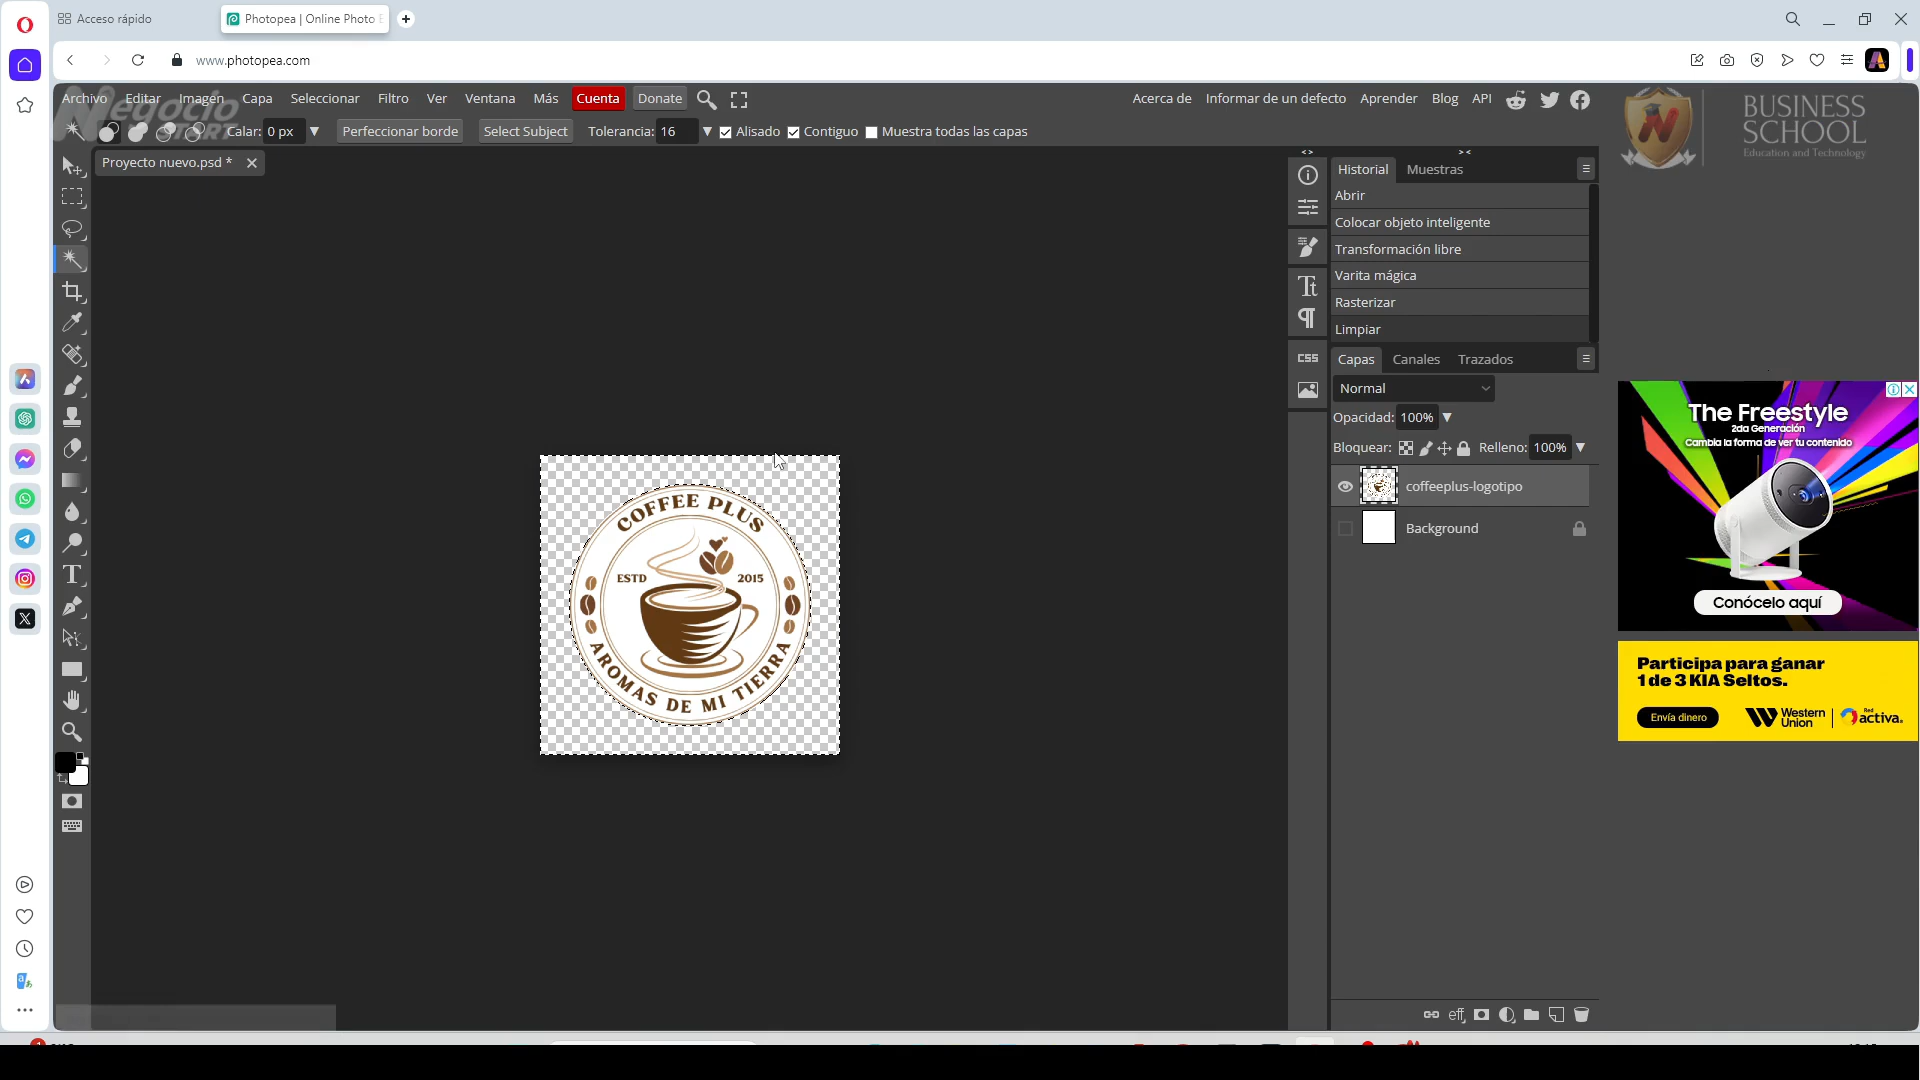 Acceso rápido
Photopea | Online Photo E
www.photopea.com
Negocio
Archivo Editar Imagen Capa Seleccionar Filtro Ver Ventana Más Cuenta Donate
Acerca de Informar de un defecto Aprender Blog API
BUSINESS
SCHOOL
Education and Technology
Calar: 0 px Perfeccionar borde Select Subject Tolerancia: 16 Alisado Contiguo Muestra todas las capas
Proyecto nuevo.psd *
Historial Muestras
Abrir
Colocar objeto inteligente
Transformación libre
Varita mágica
Rasterizar
Limpiar
CSS
Capas Canales Trazados
Normal
Opacidad: 100%
Bloquear: Relleno: 100%
coffeeplus-logotipo
Background
eff
COFFEE PLUS
ESTD 2015
AROMAS DE MI TIERRA
The Freestyle
2da Generación
Cambia la forma de ver tu contenido
Conócelo aquí
Participa para ganar
1 de 3 KIA Seltos.
Envía dinero
Western
Union
Red
activa.